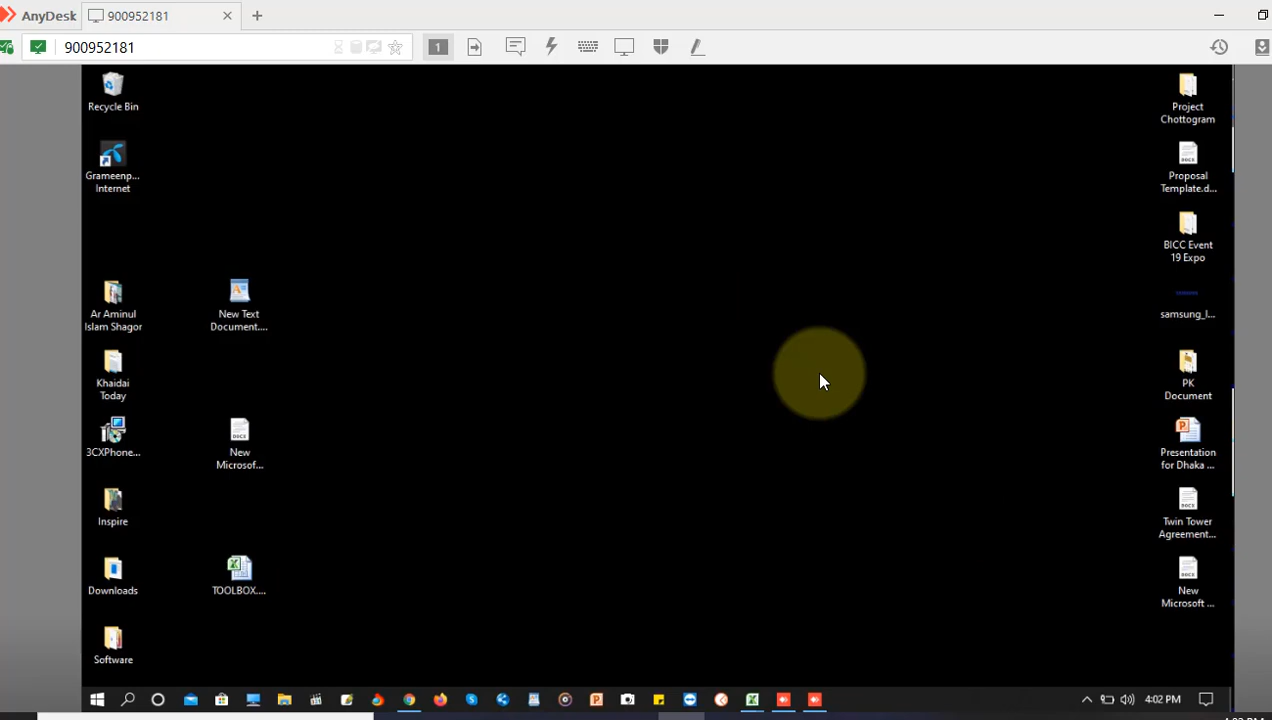 AnyDesk
900952181
900952181
1
Recycle Bin
Grameenp...
Internet
Ar Aminul
Islam Shagor
Khaidai
Today
3CXPhone...
Inspire
Downloads
Software
New Text
Document....
New
Microsof...
TOOLBOX....
Project
Chottogram
Proposal
Template.d...
BICC Event
19 Expo
samsung_l...
PK
Document
Presentation
for Dhaka ...
Twin Tower
Agreement...
New
Microsoft ...
4:02 PM